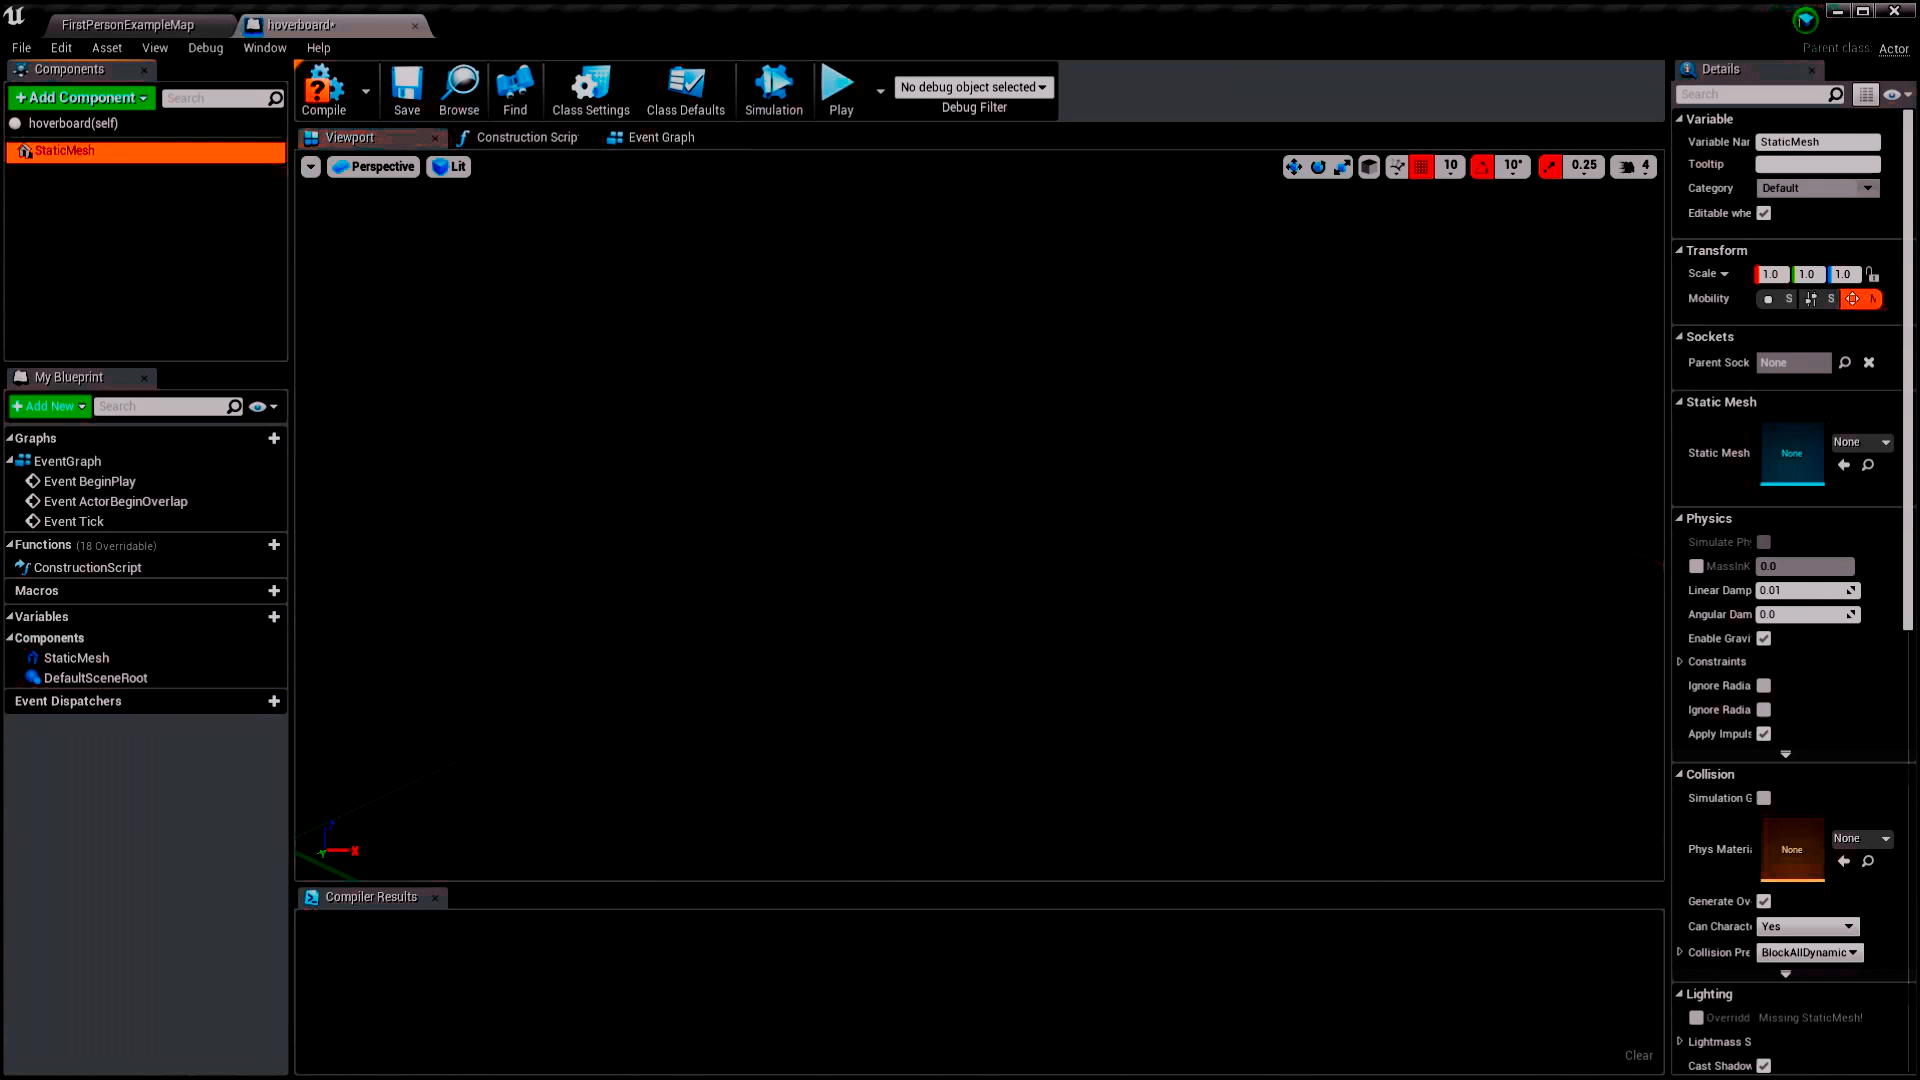 FirstPersonExampleMap
hoverboard*
File Edit Asset View Debug Window Help
Parent class: Actor
Components
+ Add Component
Search
hoverboard(self)
StaticMesh
Compile
Save
Browse
Find
Class Settings
Class Defaults
Simulation
Play
No debug object selected
Debug Filter
Viewport
Construction Scrip
Event Graph
Perspective
Lit
10
10°
0.25
4
My Blueprint
+ Add New
Search
Graphs
EventGraph
Event BeginPlay
Event ActorBeginOverlap
Event Tick
Functions (18 Overridable)
ConstructionScript
Macros
Variables
Components
StaticMesh
DefaultSceneRoot
Event Dispatchers
Z
Y
X
Compiler Results
Clear
Details
Search
Variable
Variable Nar StaticMesh
Tooltip
Category Default
Editable whe
Transform
Scale 1.0 1.0 1.0
Mobility S S M
Sockets
Parent Sock None
Static Mesh
Static Mesh None None
Physics
Simulate Phy
MassInK 0.0
Linear Damp 0.01
Angular Dam 0.0
Enable Gravi
Constraints
Ignore Radia
Ignore Radia
Apply Impuls
Collision
Simulation G
Phys Materia None None
Generate Ov
Can Charact Yes
Collision Pre BlockAllDynamic
Lighting
Overridd Missing StaticMesh!
Lightmass S
Cast Shadow